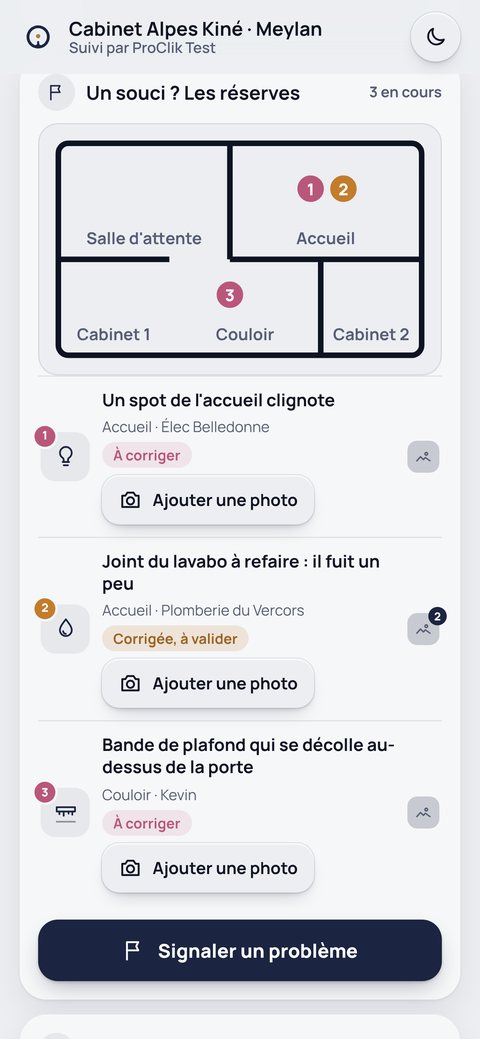 Cabinet Alpes Kiné · Meylan
Suivi par ProClik Test
Un souci ? Les réserves
3 en cours
1 2
Salle d'attente
Accueil
3
Cabinet 1
Couloir
Cabinet 2
Un spot de l'accueil clignote
1
Accueil · Élec Belledonne
À corriger
Ajouter une photo
Joint du lavabo à refaire : il fuit un
peu
2
Accueil · Plomberie du Vercors
2
Corrigée, à valider
Ajouter une photo
Bande de plafond qui se décolle au-
dessus de la porte
3
Couloir · Kevin
À corriger
Ajouter une photo
Signaler un problème